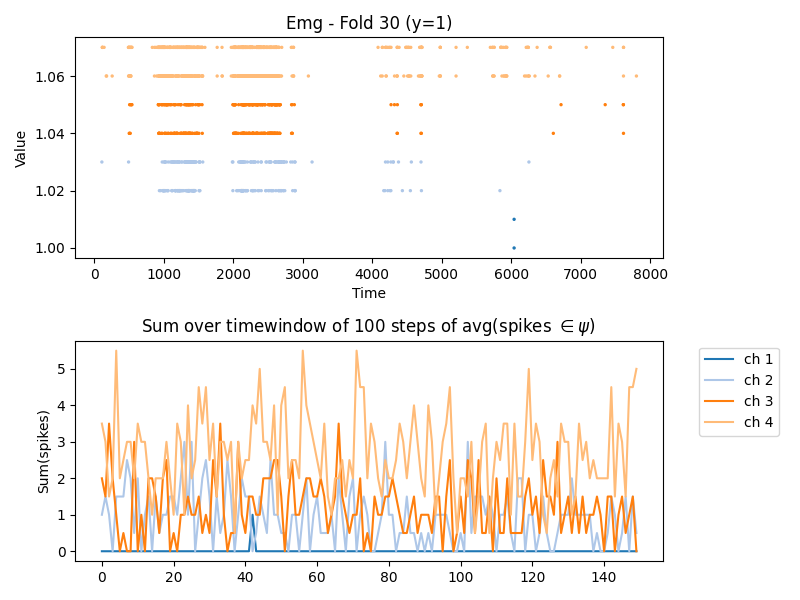 Emg - Fold 30 (y=1)
Value
1.06
1.04
1.02
1.00
0 1000 2000 3000 4000 5000 6000 7000 8000
Time
Sum over timewindow of 100 steps of avg(spikes ∈ψ)
Sum(spikes)
5
4
3
2
1
0
0 20 40 60 80 100 120 140
ch 1
ch 2
ch 3
ch 4